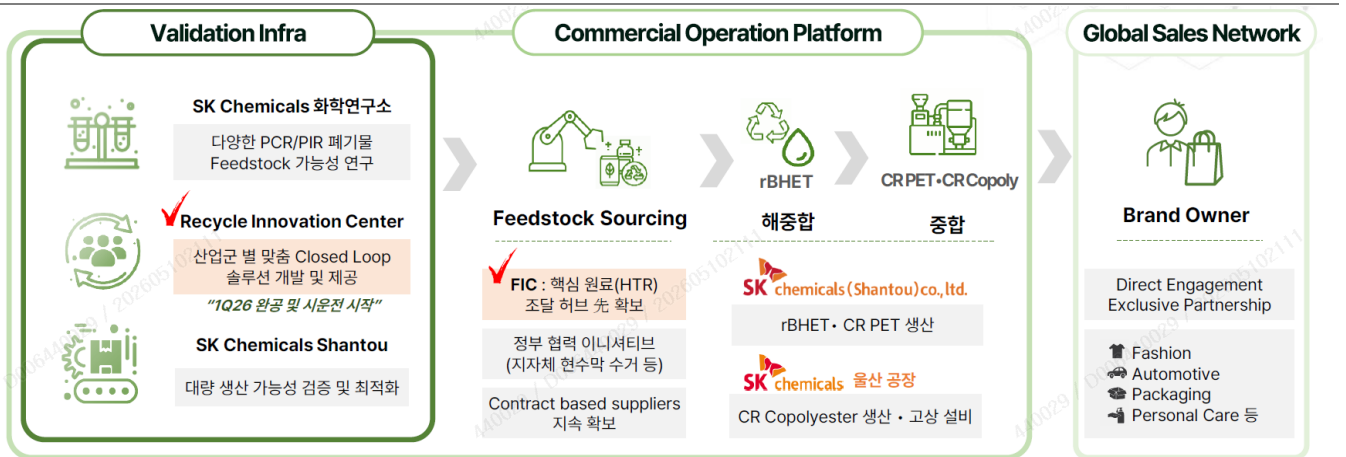 Validation Infra
SK Chemicals 화학연구소
다양한 PCR/PIR 폐기물
Feedstock 가능성 연구
Recycle Innovation Center
산업군 별 맞춤 Closed Loop
솔루션 개발 및 제공
“1Q26 완공 및 시운전 시작”
SK Chemicals Shantou
대량 생산 가능성 검증 및 최적화
Commercial Operation Platform
Feedstock Sourcing
FIC : 핵심 원료(HTR)
조달 허브 先 확보
정부 협력 이니셔티브
(지자체 현수막 수거 등)
Contract based suppliers
지속 확보
rBHET
CR PET•CR Copoly
해중합
중합
SK chemicals (Shantou) co., ltd.
rBHET• CR PET 생산
SK chemicals 울산 공장
CR Copolyester 생산 • 고상 설비
Global Sales Network
Brand Owner
Direct Engagement
Exclusive Partnership
Fashion
Automotive
Packaging
Personal Care 등